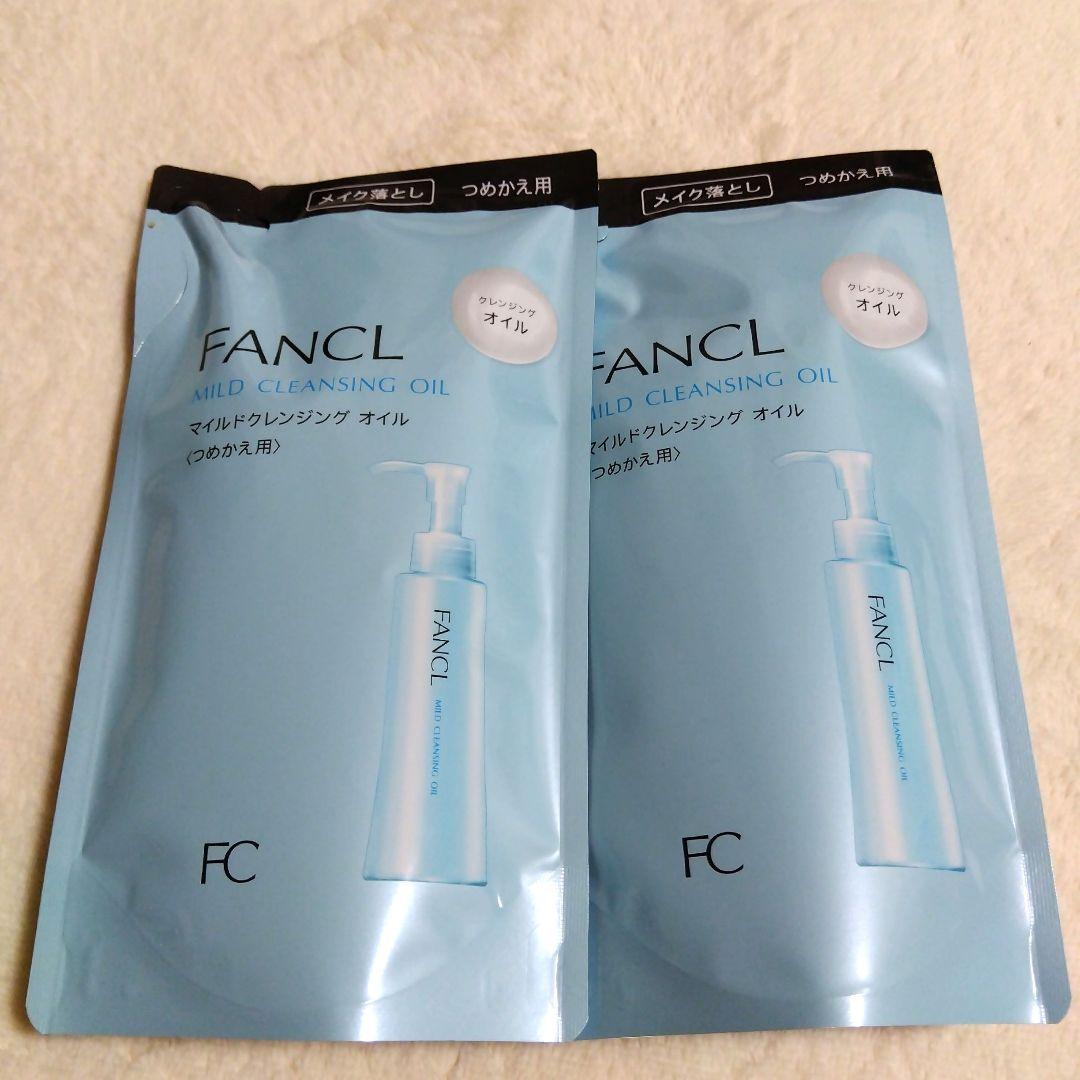 メイク落とし つめかえ用
クレンジング
オイル
FANCL
MILD CLEANSING OIL
マイルドクレンジング オイル
〈つめかえ用〉
FANCL MILD CLEANSING OIL
FC
メイク落とし つめかえ用
クレンジング
オイル
FANCL
MILD CLEANSING OIL
マイルドクレンジング オイル
つめかえ用〉
FANCL MILD CLEANSING OIL
FC